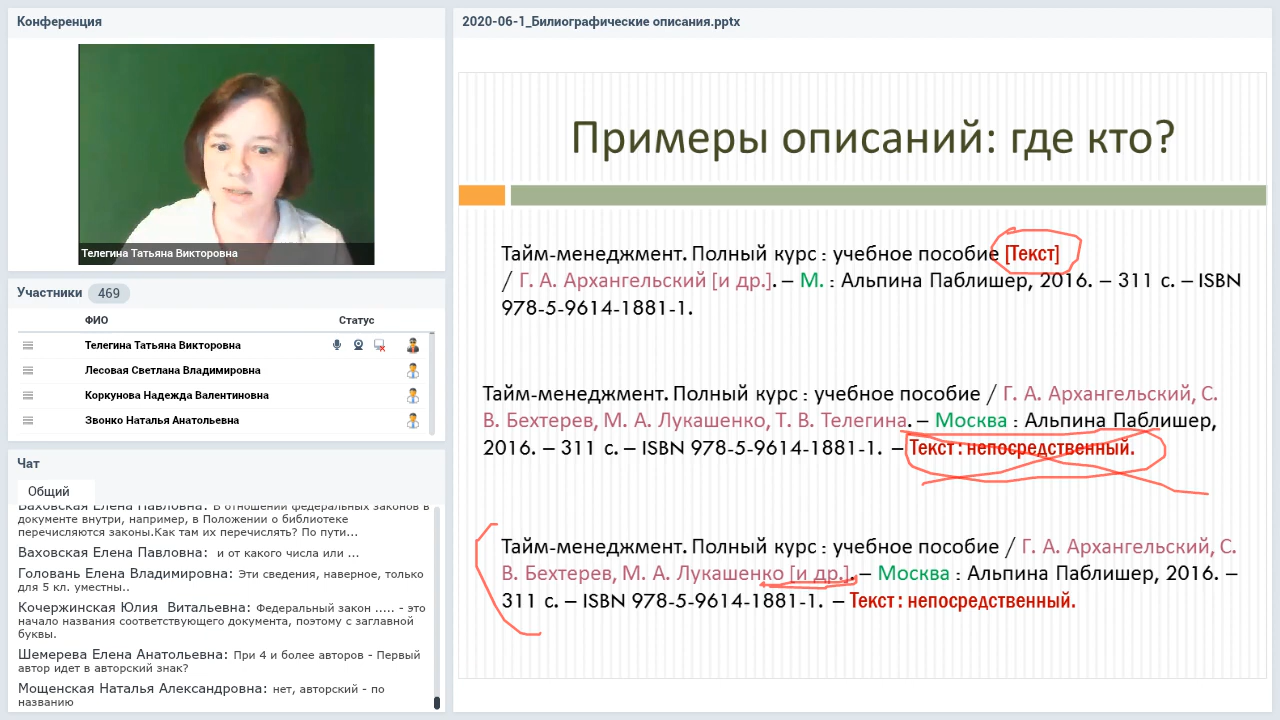 Конференция
Телегина Татьяна Викторовна
Участники 469
ФИО Статус
Телегина Татьяна Викторовна
Лесовая Светлана Владимировна
Коркунова Надежда Валентиновна
Звонко Наталья Анатольевна
Чат
Общий
Ваховская Елена Павловна: В отношении федеральных законов в
документе внутри, например, в Положении о библиотеке
перечисляются законы.Как там их перечислять? По пути...
Ваховская Елена Павловна: и от какого числа или ...
Головань Елена Владимировна: Эти сведения, наверное, только
для 5 кл. уместны..
Кочержинская Юлия Витальевна: Федеральный закон ..... - это
начало названия соответствующего документа, поэтому с заглавной
буквы.
Шемерева Елена Анатольевна: При 4 и более авторов - Первый
автор идет в авторский знак?
Мощенская Наталья Александровна: нет, авторский - по
названию
2020-06-1_Билиографические описания.pptx
Примеры описаний: где кто?
Тайм-менеджмент. Полный курс : учебное пособие [Текст]
/ Г. А. Архангельский [и др.]. – М. : Альпина Паблишер, 2016. – 311 с. – ISBN
978-5-9614-1881-1.
Тайм-менеджмент. Полный курс : учебное пособие / Г. А. Архангельский, С.
В. Бехтерев, М. А. Лукашенко, Т. В. Телегина. – Москва : Альпина Паблишер,
2016. – 311 с. – ISBN 978-5-9614-1881-1. – Текст : непосредственный.
Тайм-менеджмент. Полный курс : учебное пособие / Г. А. Архангельский, С.
В. Бехтерев, М. А. Лукашенко [и др.]. – Москва : Альпина Паблишер, 2016. –
311 с. – ISBN 978-5-9614-1881-1. – Текст : непосредственный.